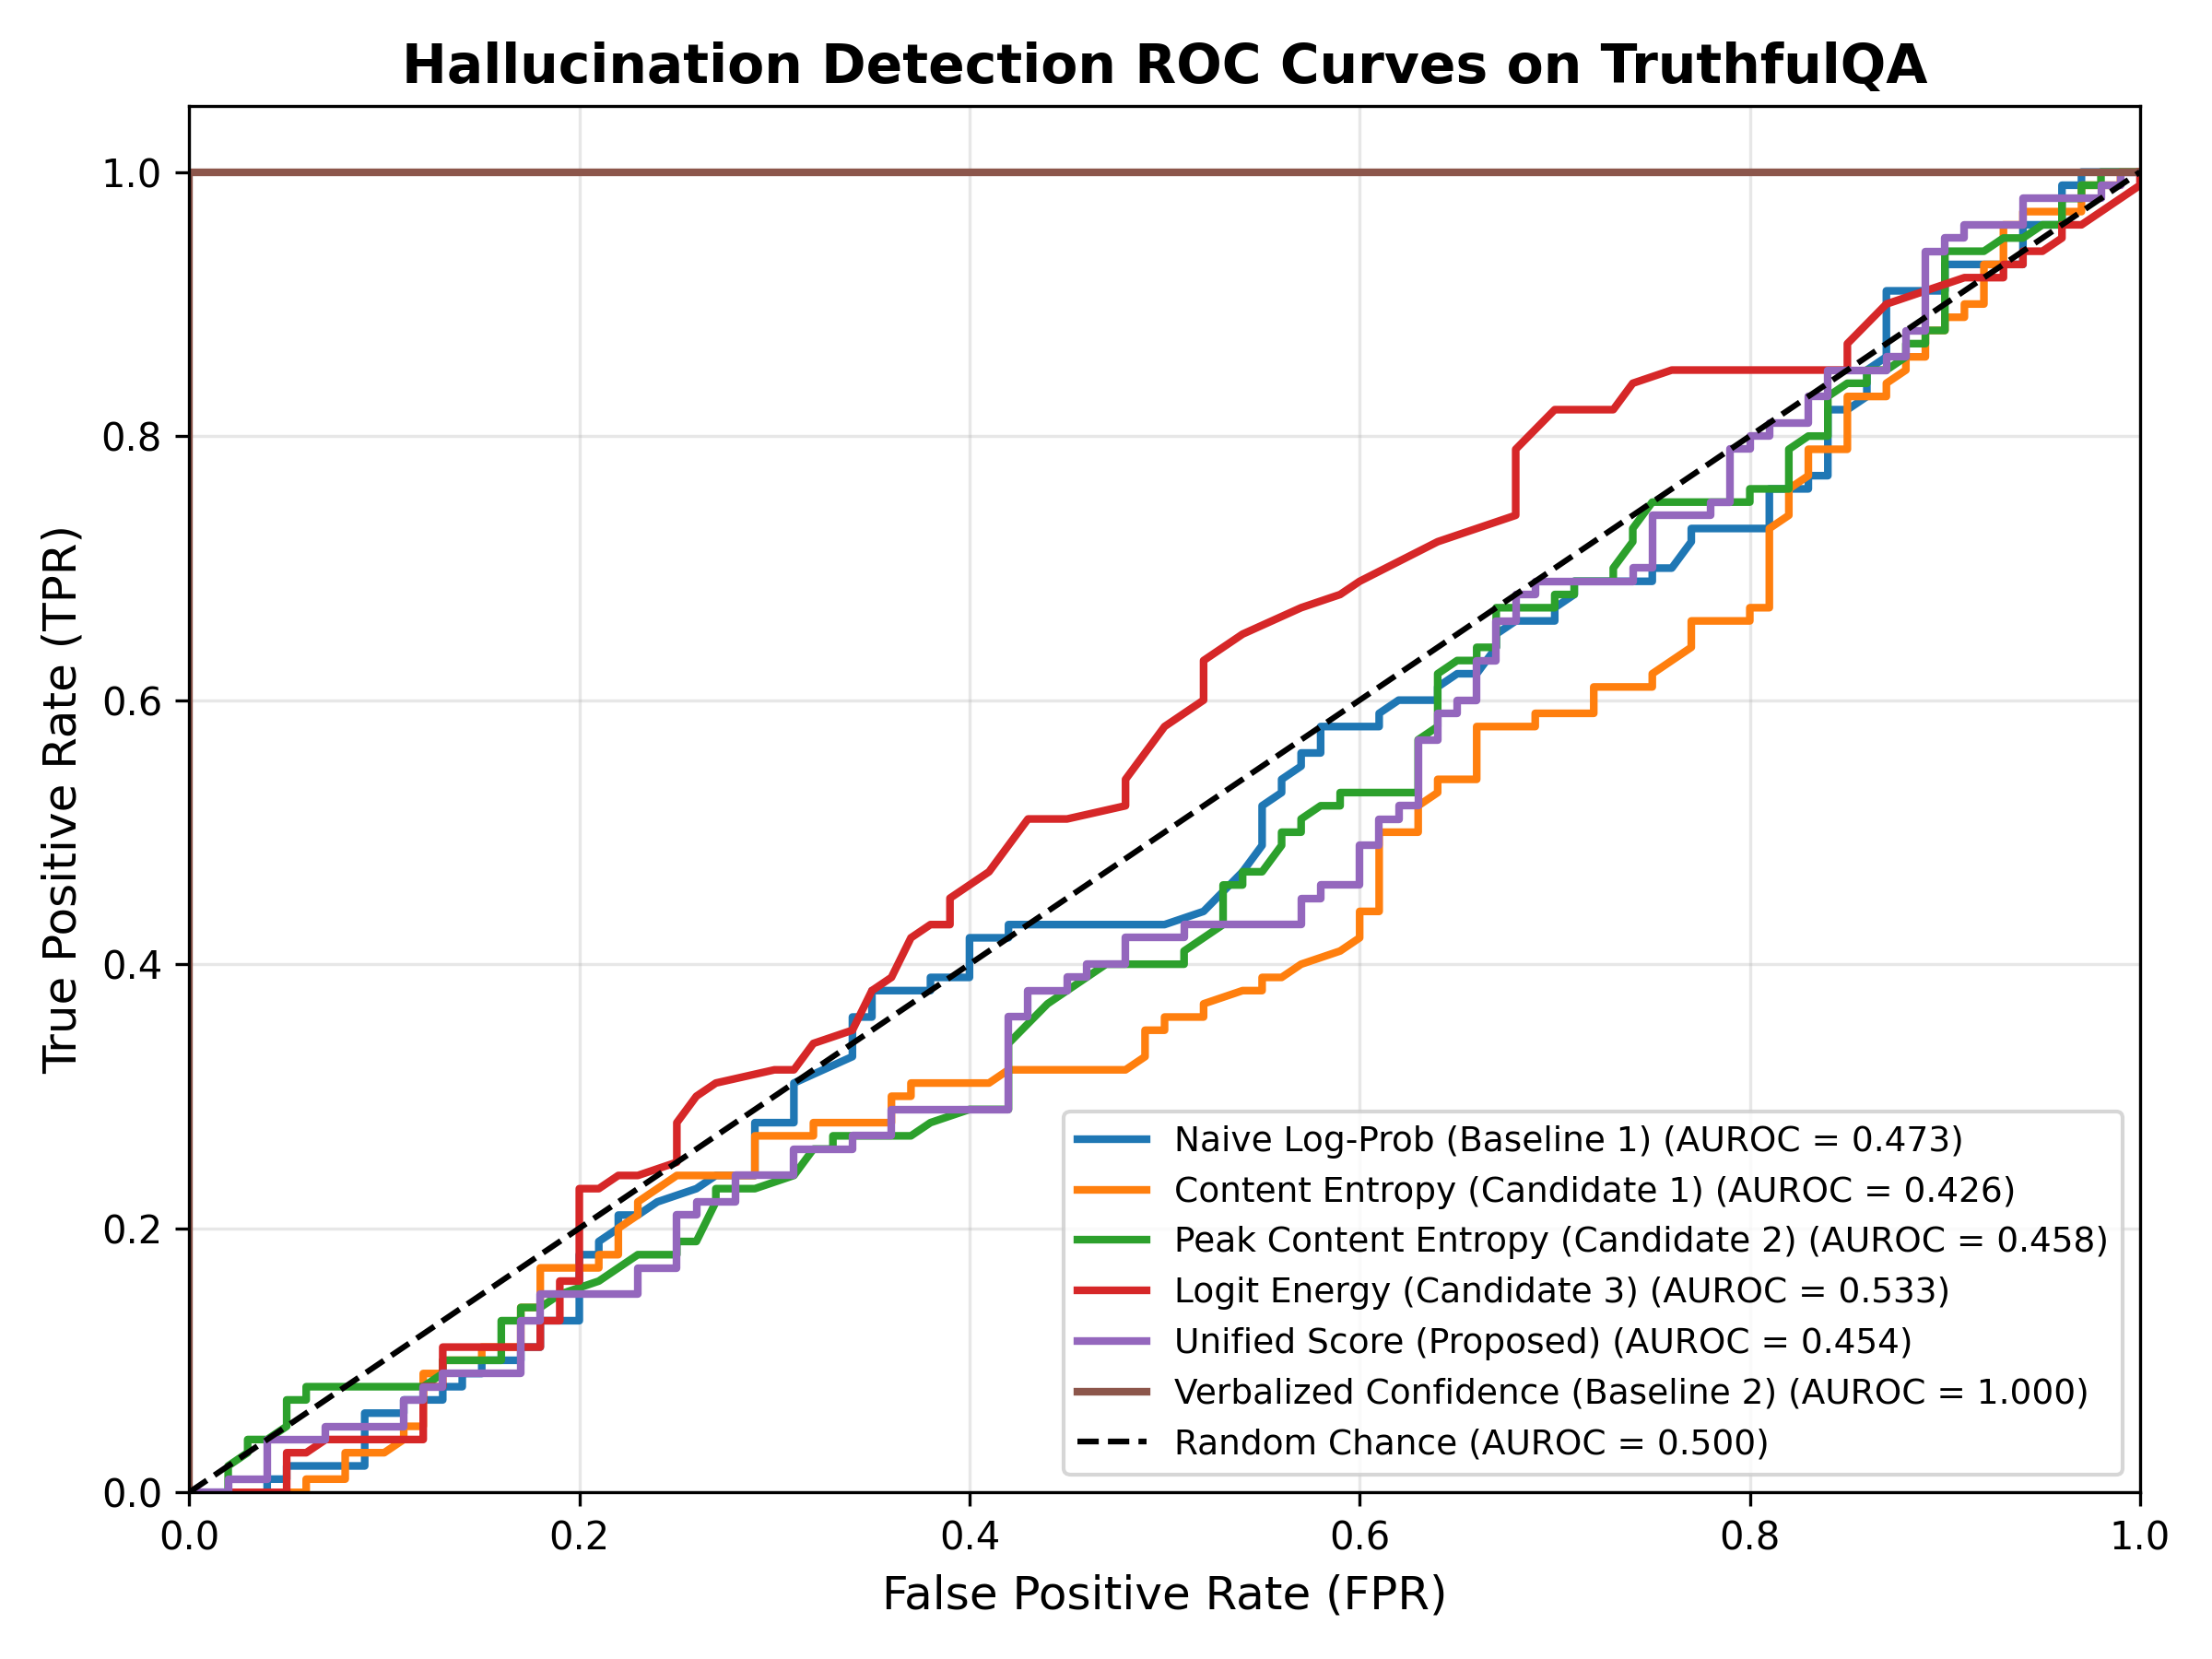 Hallucination Detection ROC Curves on TruthfulQA
True Positive Rate (TPR)
1.0
0.8
0.6
0.4
0.2
0.0
Naive Log-Prob (Baseline 1) (AUROC = 0.473)
Content Entropy (Candidate 1) (AUROC = 0.426)
Peak Content Entropy (Candidate 2) (AUROC = 0.458)
Logit Energy (Candidate 3) (AUROC = 0.533)
Unified Score (Proposed) (AUROC = 0.454)
Verbalized Confidence (Baseline 2) (AUROC = 1.000)
Random Chance (AUROC = 0.500)
0.0 0.2 0.4 0.6 0.8 1.0
False Positive Rate (FPR)